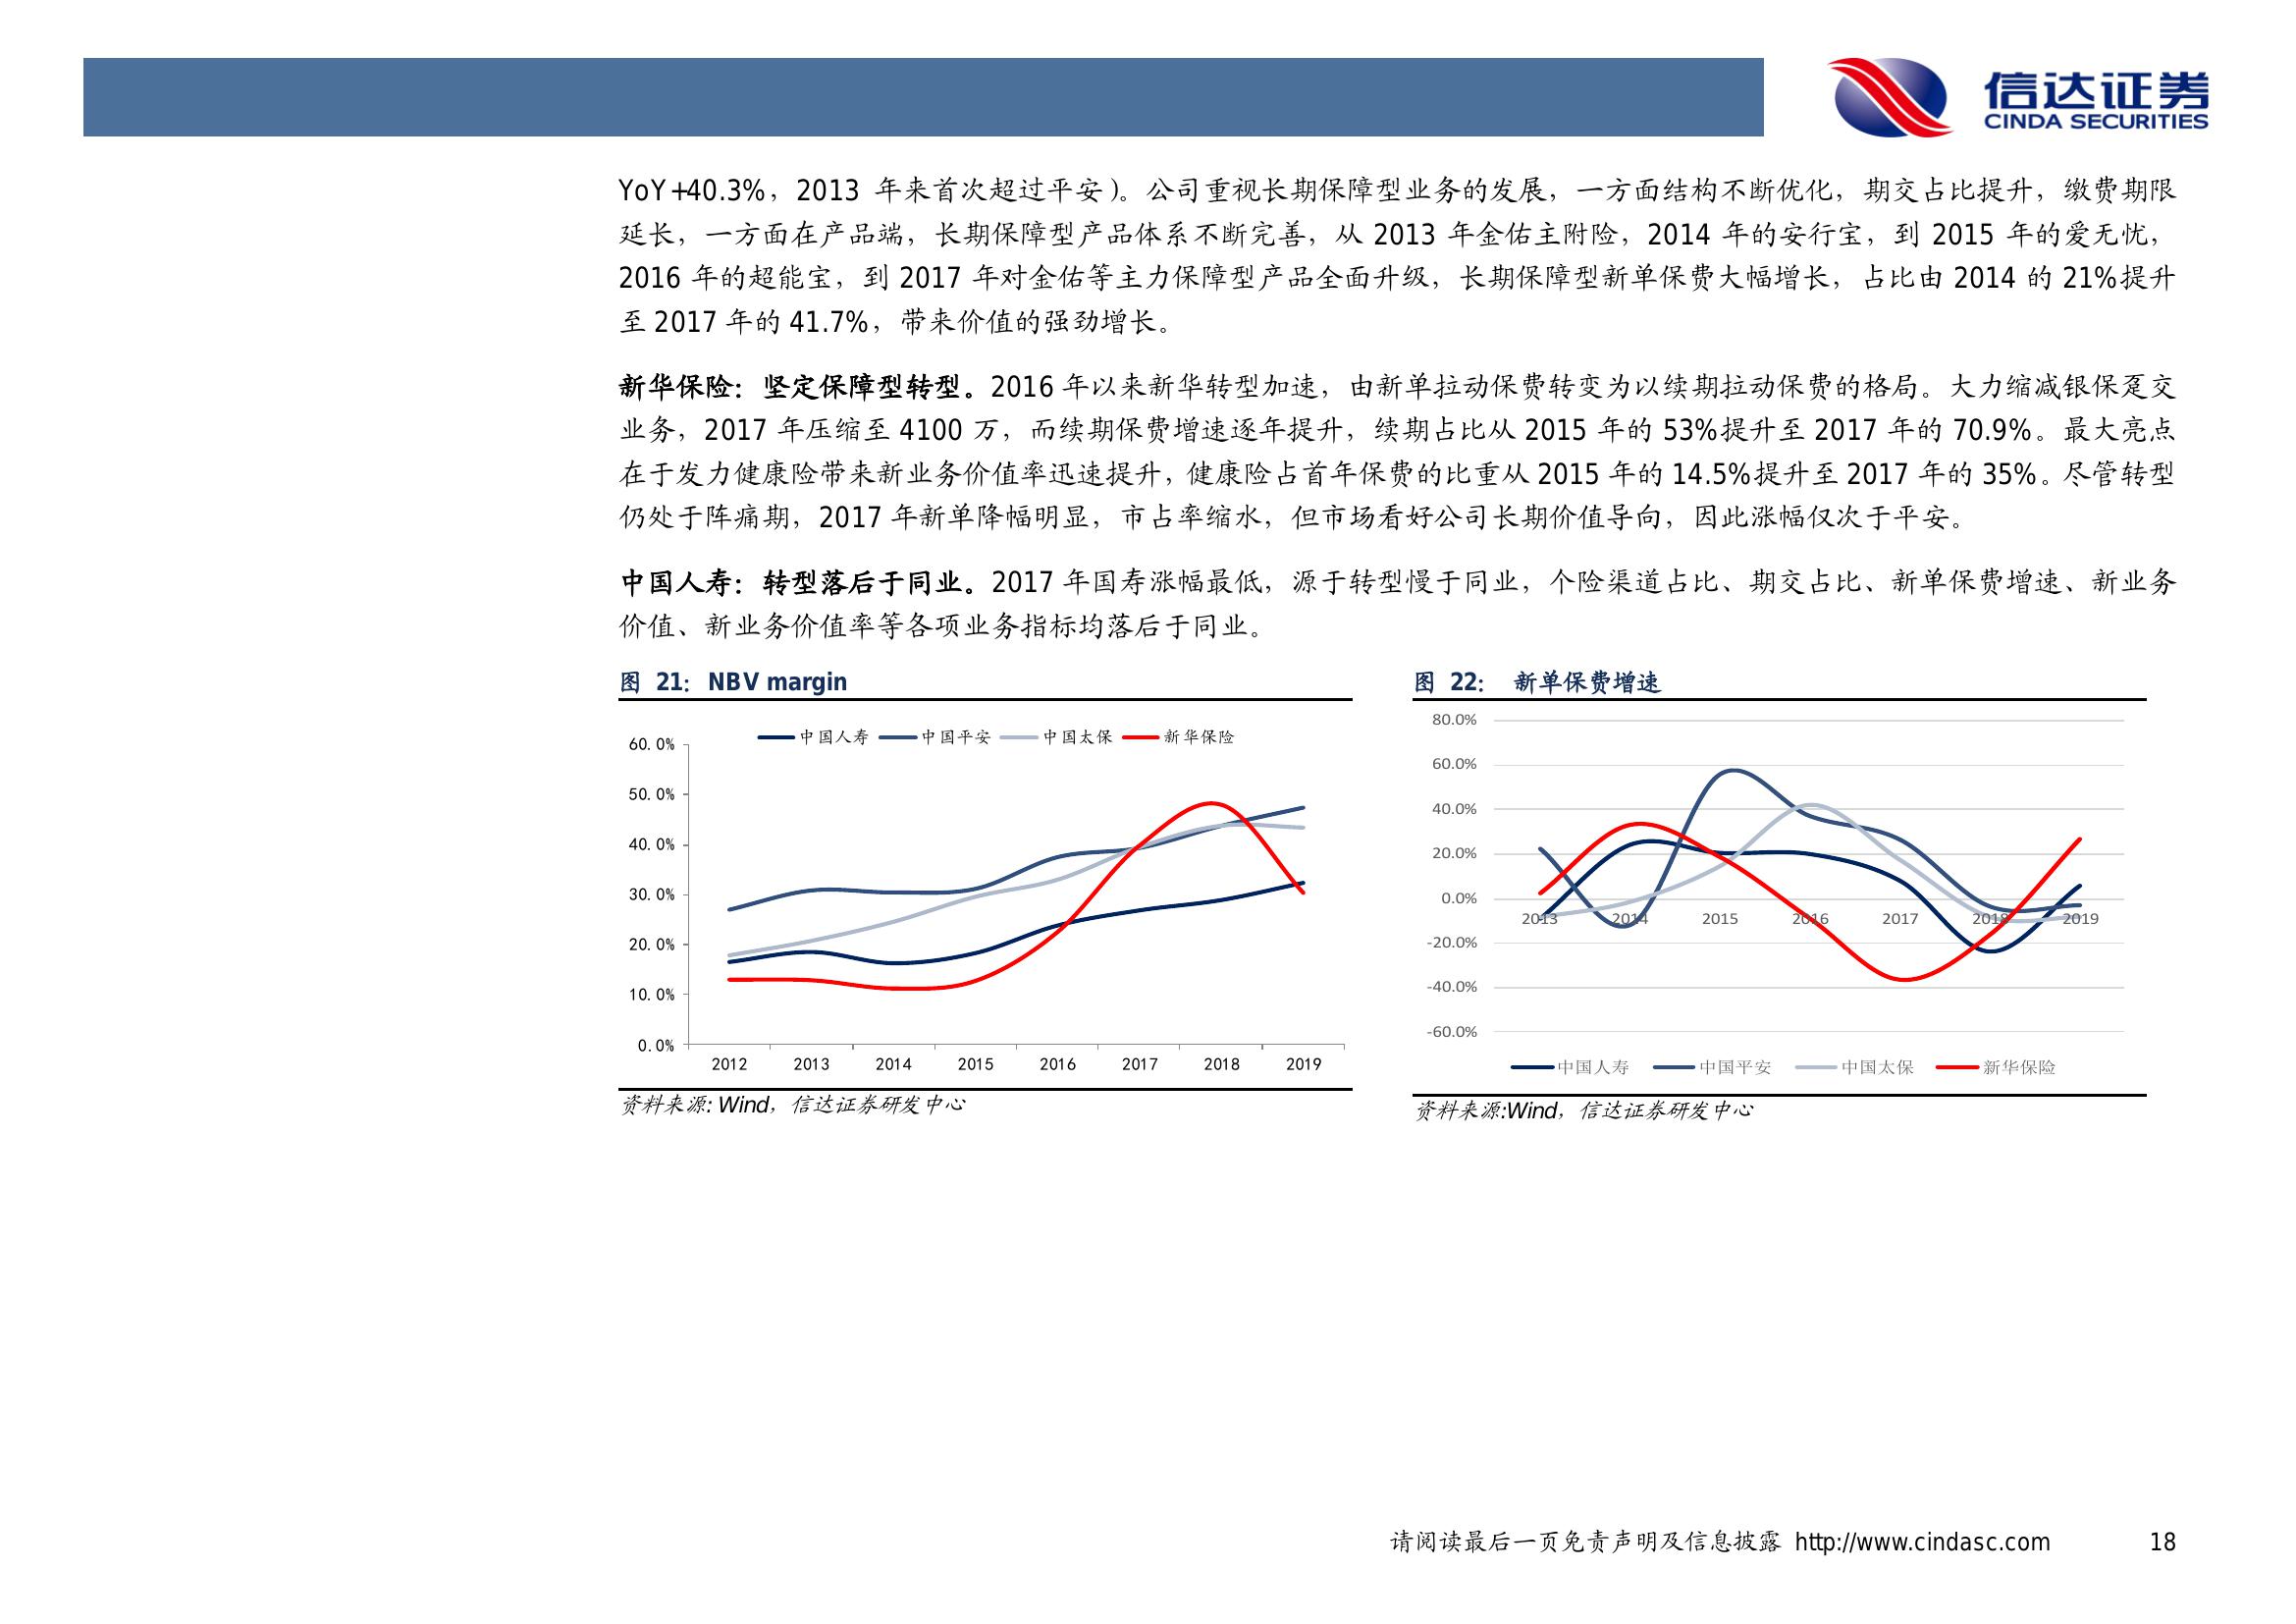 信达证券
CINDA SECURITIES
YoY+40.3%，2013 年来首次超过平安）。公司重视长期保障型业务的发展，一方面结构不断优化，期交占比提升，缴费期限
延长，一方面在产品端，长期保障型产品体系不断完善，从 2013 年金佑主附险，2014 年的安行宝，到 2015 年的爱无忧，
2016 年的超能宝，到 2017 年对金佑等主力保障型产品全面升级，长期保障型新单保费大幅增长，占比由 2014 的 21%提升
至 2017 年的 41.7%，带来价值的强劲增长。
新华保险：坚定保障型转型。2016 年以来新华转型加速，由新单拉动保费转变为以续期拉动保费的格局。大力缩减银保趸交
业务，2017 年压缩至 4100 万，而续期保费增速逐年提升，续期占比从 2015 年的 53%提升至 2017 年的 70.9%。最大亮点
在于发力健康险带来新业务价值率迅速提升，健康险占首年保费的比重从 2015 年的 14.5%提升至 2017 年的 35%。尽管转型
仍处于阵痛期，2017 年新单降幅明显，市占率缩水，但市场看好公司长期价值导向，因此涨幅仅次于平安。
中国人寿：转型落后于同业。2017 年国寿涨幅最低，源于转型慢于同业，个险渠道占比、期交占比、新单保费增速、新业务
价值、新业务价值率等各项业务指标均落后于同业。
图 21：NBV margin
中国人寿 中国平安 中国太保 新华保险
60.0%
50.0%
40.0%
30.0%
20.0%
10.0%
0.0%
2012 2013 2014 2015 2016 2017 2018 2019
资料来源: Wind，信达证券研发中心
图 22： 新单保费增速
80.0%
60.0%
40.0%
20.0%
0.0%
-20.0%
-40.0%
-60.0%
2013 2014 2015 2016 2017 2018 2019
中国人寿 中国平安 中国太保 新华保险
资料来源:Wind，信达证券研发中心
请阅读最后一页免责声明及信息披露 http://www.cindasc.com 18